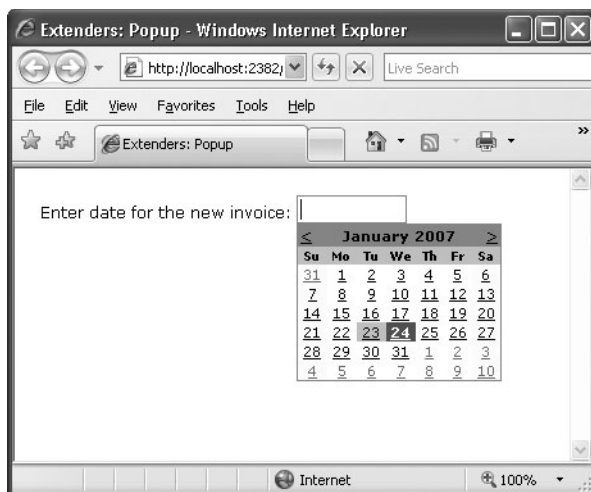 Extenders: Popup - Windows Internet Explorer
http://localhost:2382/
Live Search
File Edit View Favorites Tools Help
Extenders: Popup
»
Enter date for the new invoice:
< January 2007 >
Su Mo Tu We Th Fr Sa
31 1 2 3 4 5 6
7 8 9 10 11 12 13
14 15 16 17 18 19 20
21 22 23 24 25 26 27
28 29 30 31 1 2 3
4 5 6 7 8 9 10
Internet
100%